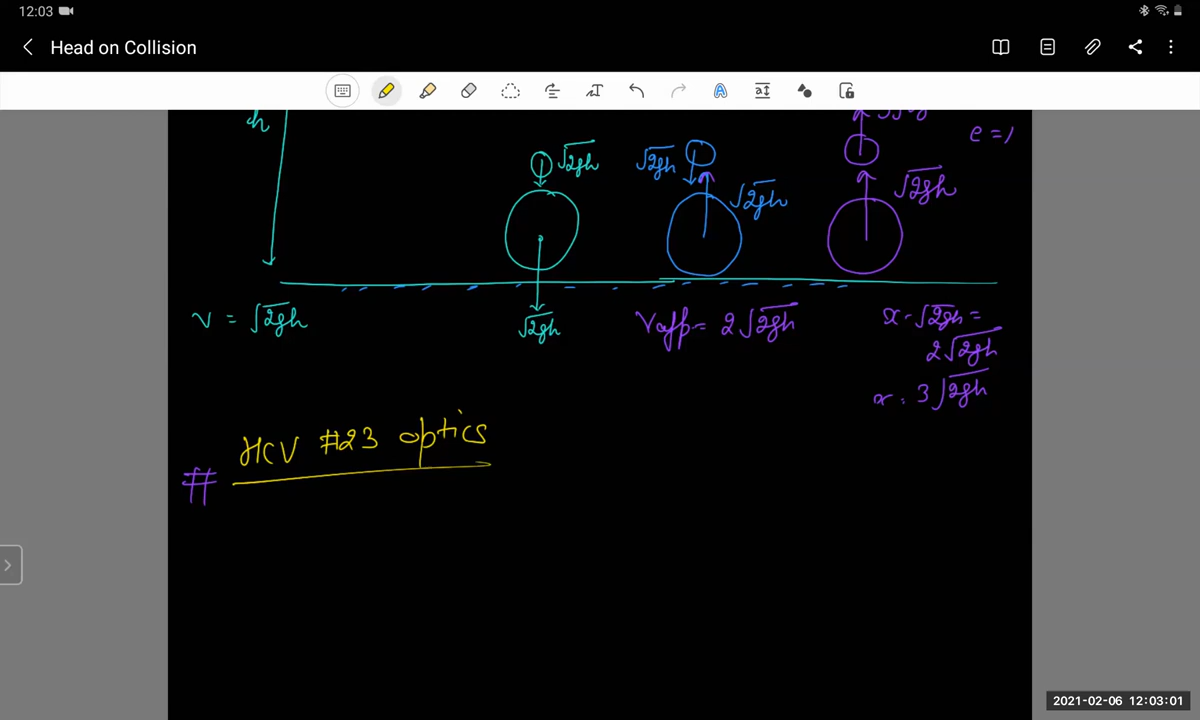 12:03
Head on Collision
h
√2gh
√2gh
√2gh
√2gh
e = 1
v = √2gh
√2gh
Vapp = 2√2gh
x - √2gh =
2√2gh
x = 3√2gh
# HCV #23 optics
2021-02-06 12:03:01